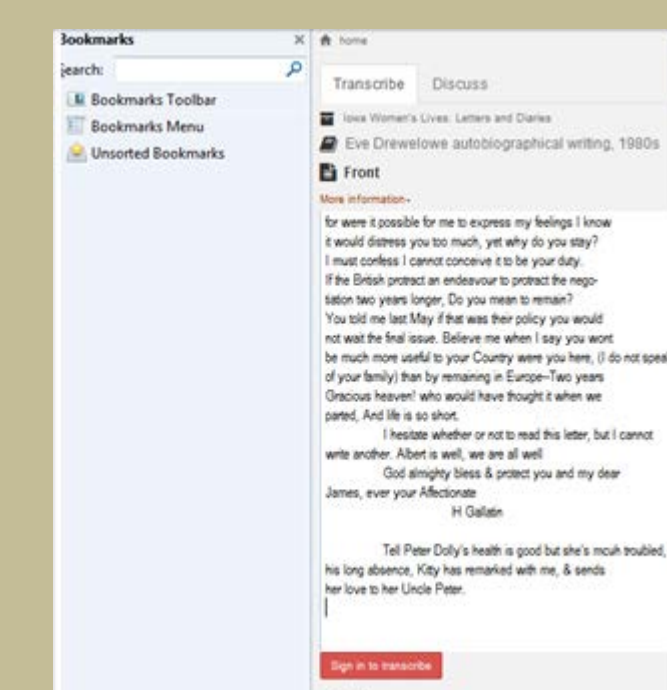 Bookmarks
Search:
Bookmarks Toolbar
Bookmarks Menu
Unsorted Bookmarks
home
Transcribe
Discuss
Iowa Women's Lives: Letters and Diaries
Eve Drewelowe autobiographical writing, 1980s
Front
More information
for were it possible for me to express my feelings I know
it would distress you too much, yet why do you stay?
I must confess I cannot conceive it to be your duty.
If the British protract an endeavour to protract the nego-
tiation two years longer, Do you mean to remain?
You told me last May if that was their policy you would
not wait the final issue. Believe me when I say you wont
be much more useful to your Country were you here, (I do not speak
of your family) than by remaining in Europe--Two years
Gracious heaven! who would have thought it when we
parted, And life is so short.
I hesitate whether or not to read this letter, but I cannot
write another. Albert is well, we are all well
God almighty bless & protect you and my dear
James, ever your Affectionate
H Gallatin
Tell Peter Dolly's health is good but she's mcuh troubled,
his long absence, Kitty has remarked with me, & sends
her love to her Uncle Peter.
Sign in to transcribe